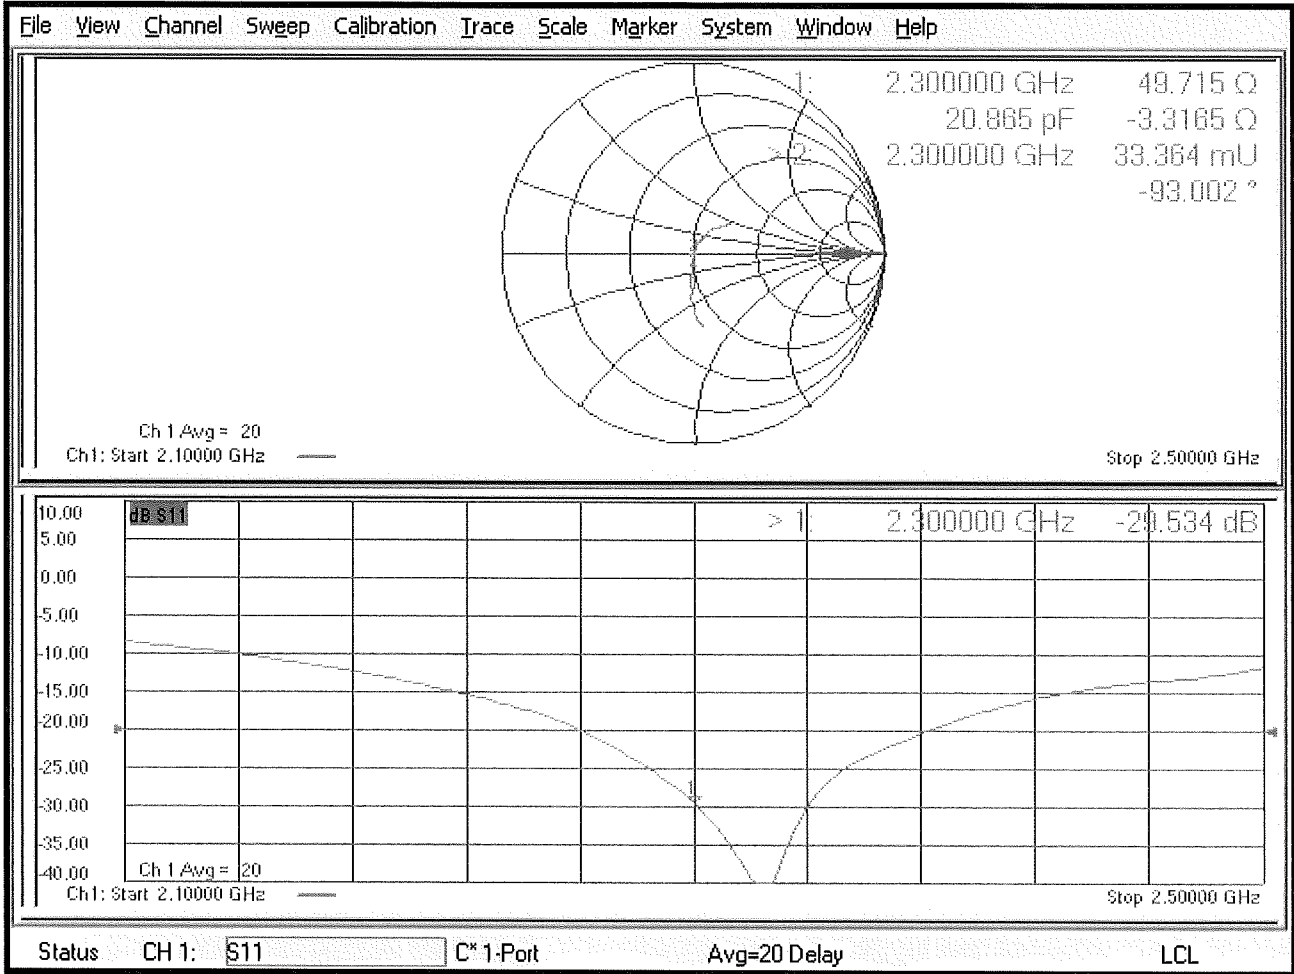 File View Channel Sweep Calibration Trace Scale Marker System Window Help
1: 2.300000 GHz 49.715 Ω
20.865 pF -3.3165 Ω
> 2: 2.300000 GHz 33.364 mU
-93.002 °
Ch 1 Avg = 20
Ch1: Start 2.10000 GHz
Stop 2.50000 GHz
10.00 dB S11
> 1: 2.300000 GHz -29.534 dB
5.00
0.00
-5.00
-10.00
-15.00
-20.00
-25.00
1
-30.00
-35.00
-40.00
Ch 1 Avg = 20
Ch1: Start 2.10000 GHz
Stop 2.50000 GHz
Status CH 1: S11 C* 1-Port Avg=20 Delay LCL